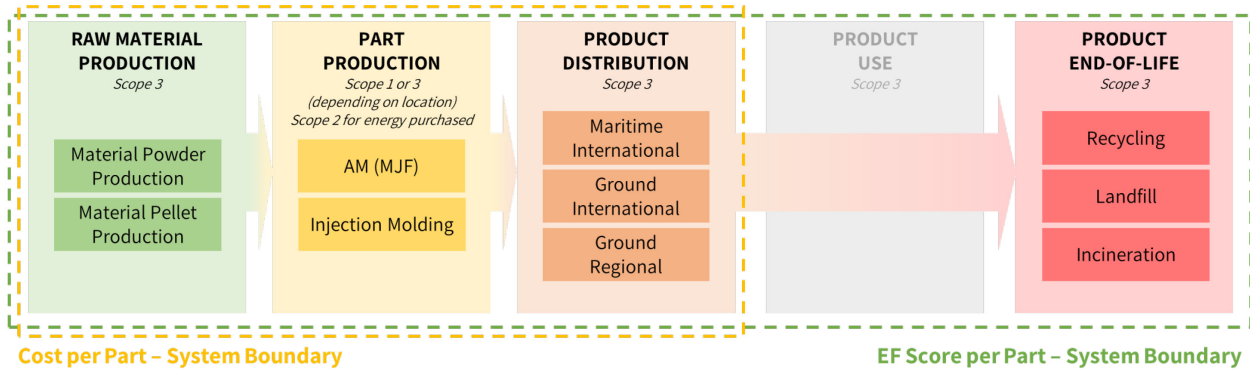 RAW MATERIAL
PRODUCTION
Scope 3
Material Powder
Production
Material Pellet
Production
PART
PRODUCTION
Scope 1 or 3
(depending on location)
Scope 2 for energy purchased
AM (MJF)
Injection Molding
PRODUCT
DISTRIBUTION
Scope 3
Maritime
International
Ground
International
Ground
Regional
PRODUCT
USE
Scope 3
PRODUCT
END-OF-LIFE
Scope 3
Recycling
Landfill
Incineration
Cost per Part – System Boundary
EF Score per Part – System Boundary